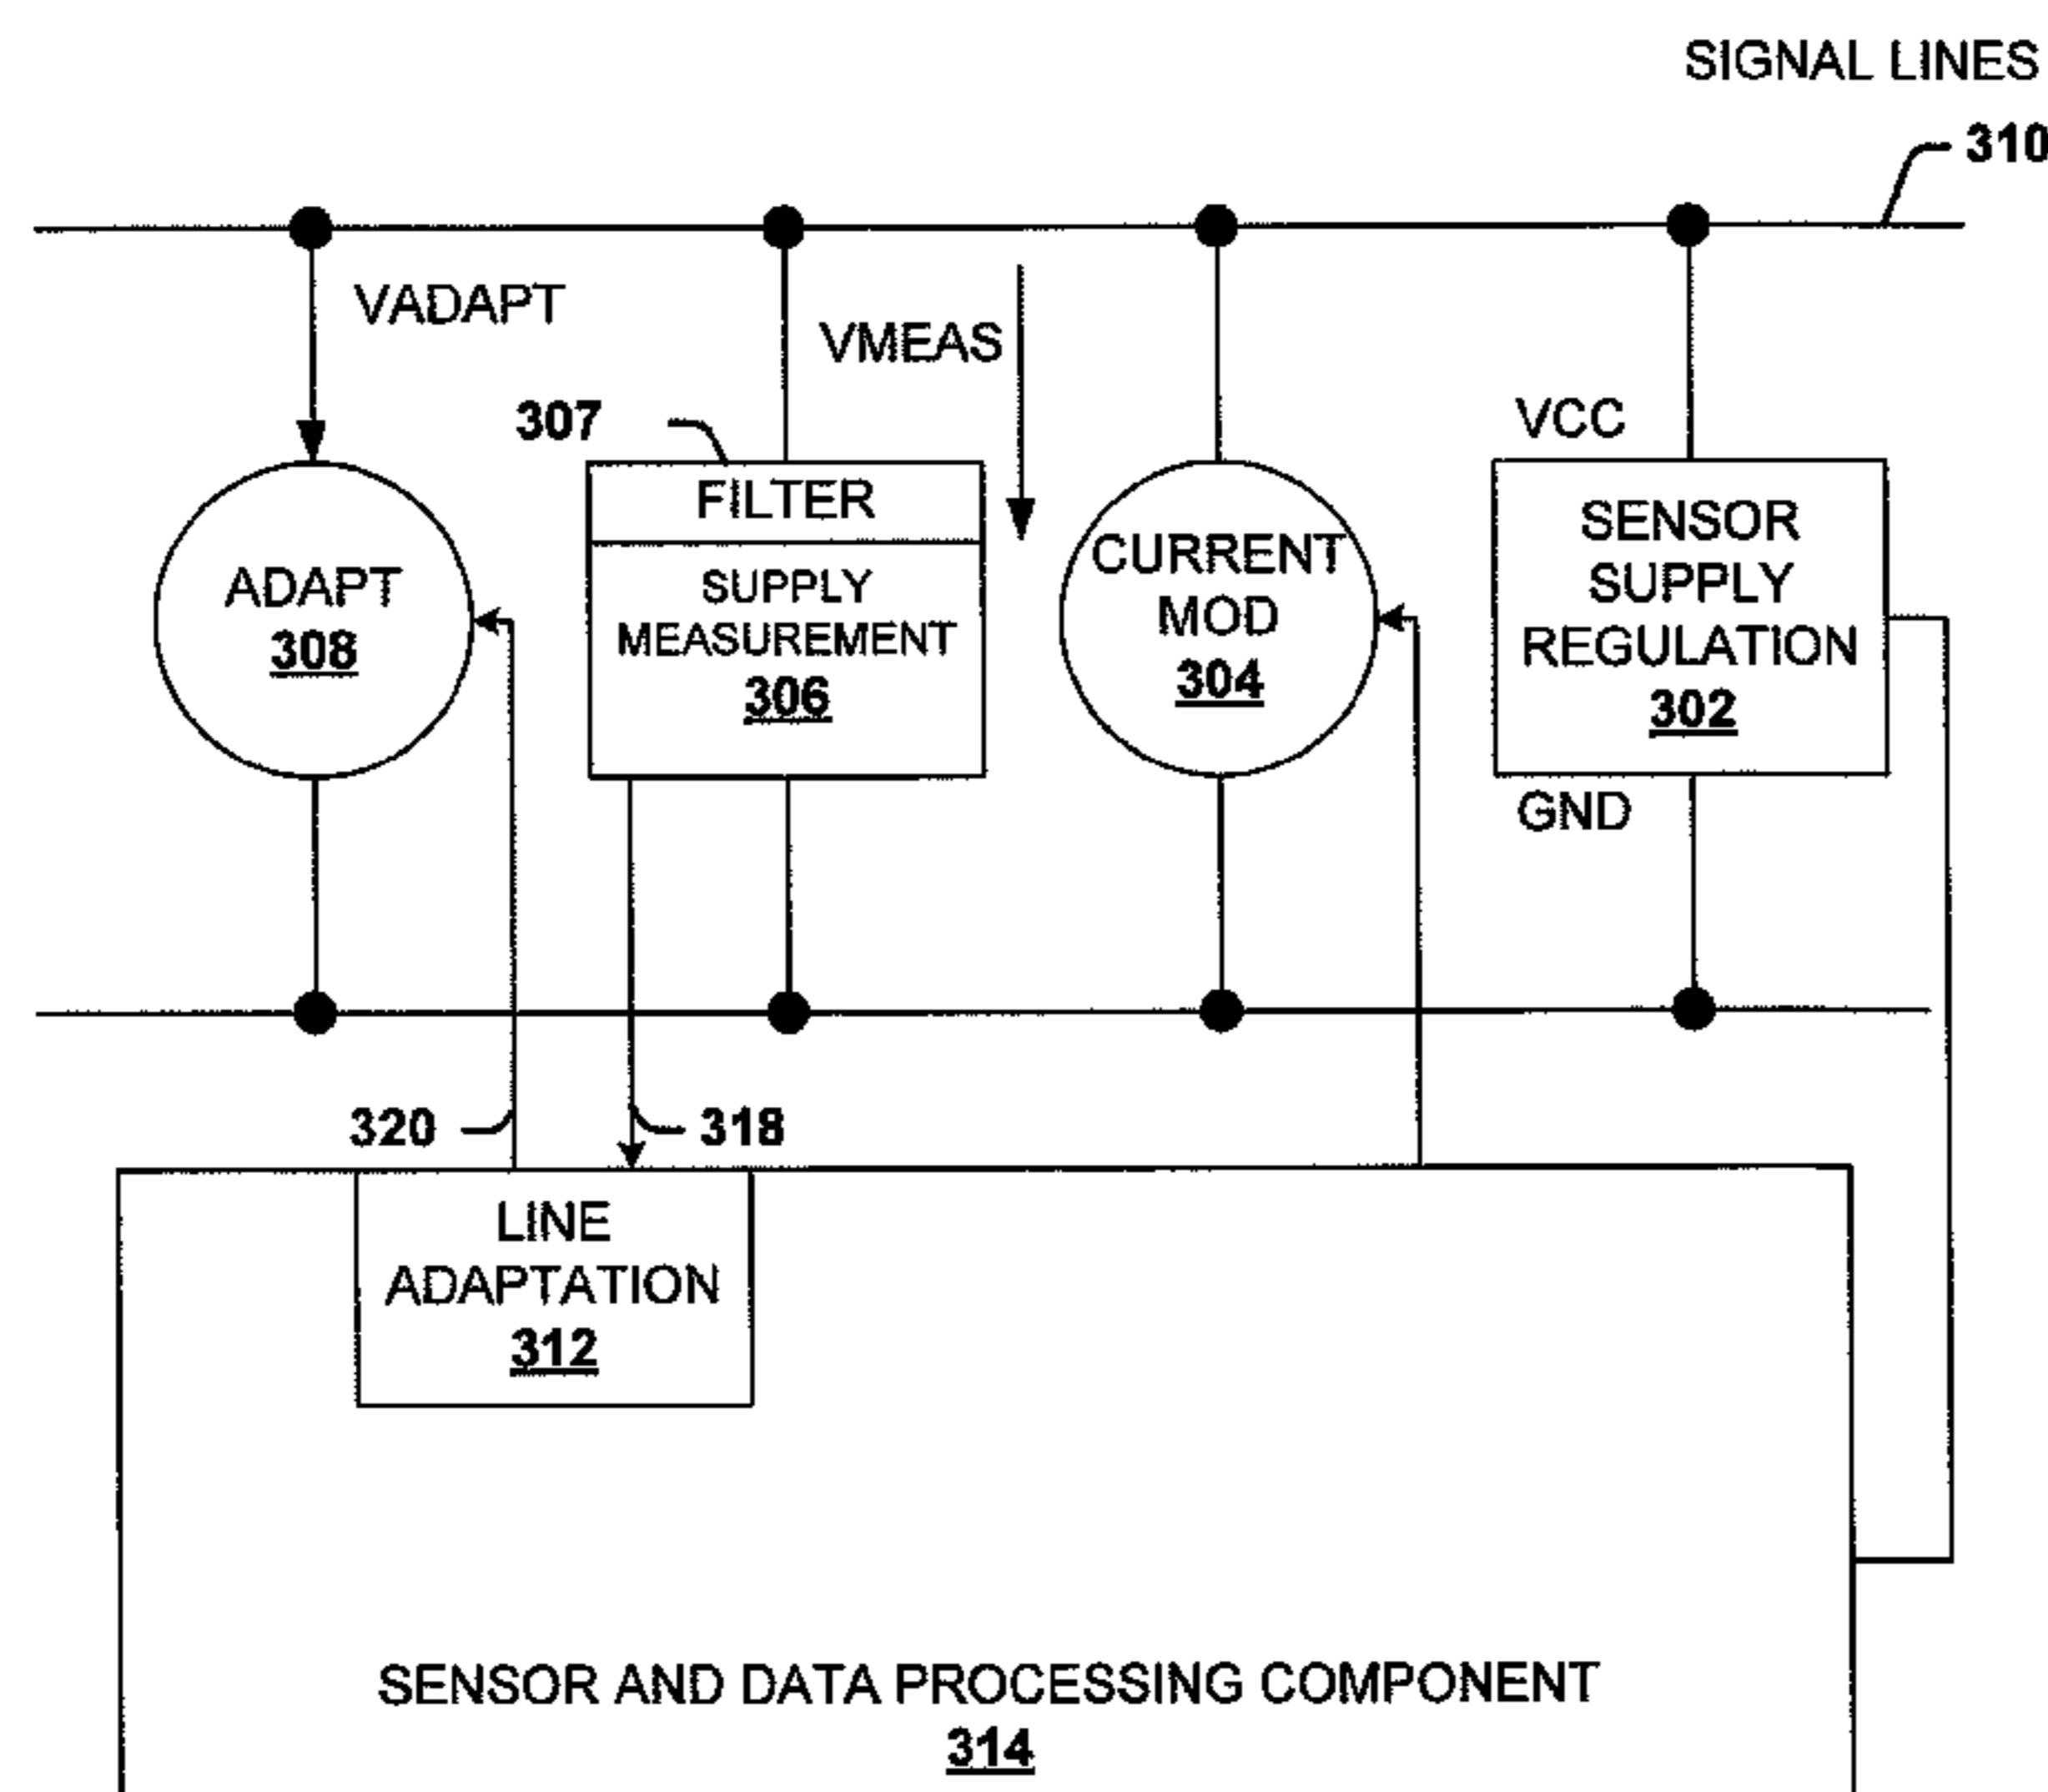 SIGNAL LINES
310
VADAPT
VMEAS
307
VCC
FILTER
SUPPLY
MEASUREMENT
306
ADAPT
308
CURRENT
MOD
304
SENSOR
SUPPLY
REGULATION
302
GND
320
318
LINE
ADAPTATION
312
SENSOR AND DATA PROCESSING COMPONENT
314